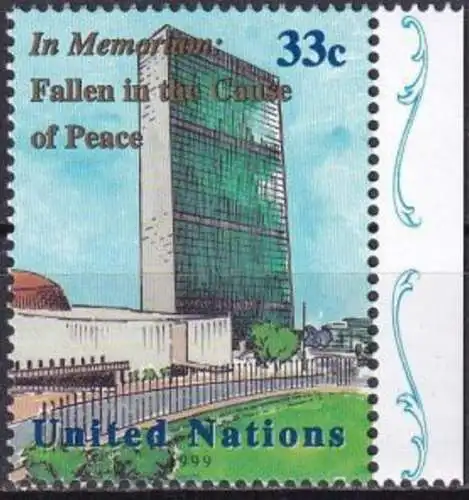 In Memoriam:
33c
Fallen in the Cause
of Peace
United Nations
1999